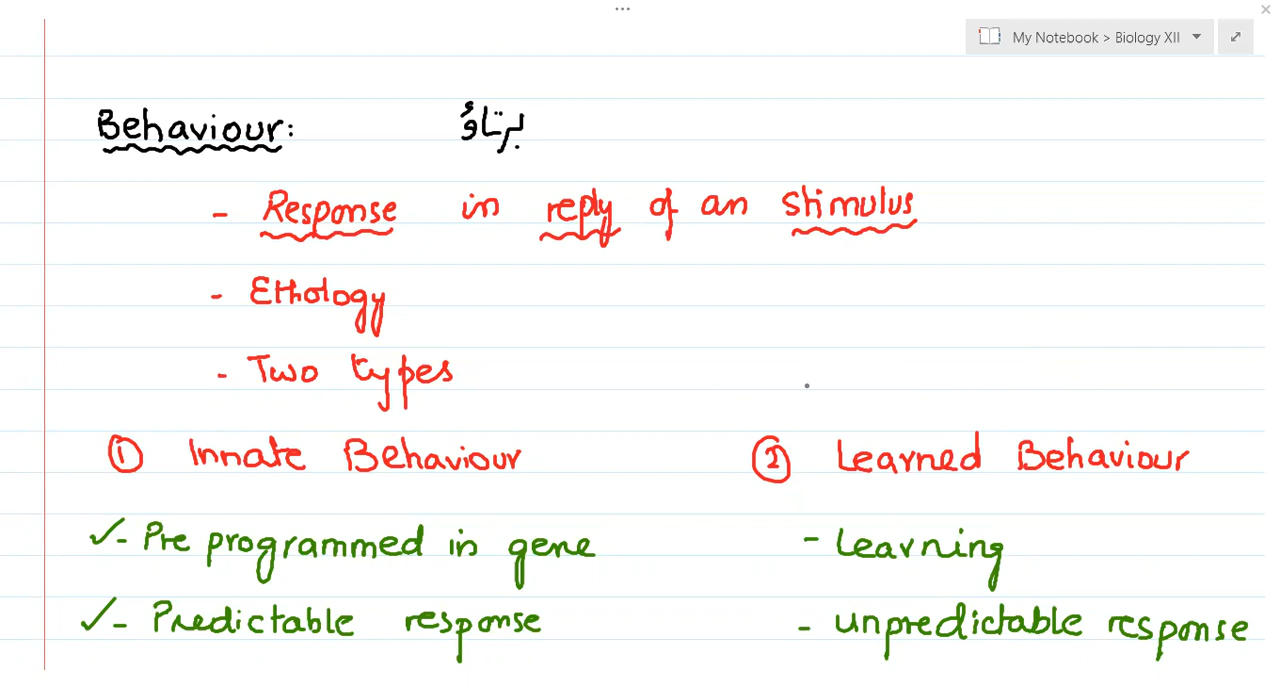 My Notebook > Biology XII
Behaviour: برتاؤ
- Response in reply of an stimulus
- Ethology
- Two types
① Innate Behaviour ② Learned Behaviour
✓- Pre programmed in gene - Learning
✓- Predictable response - unpredictable response